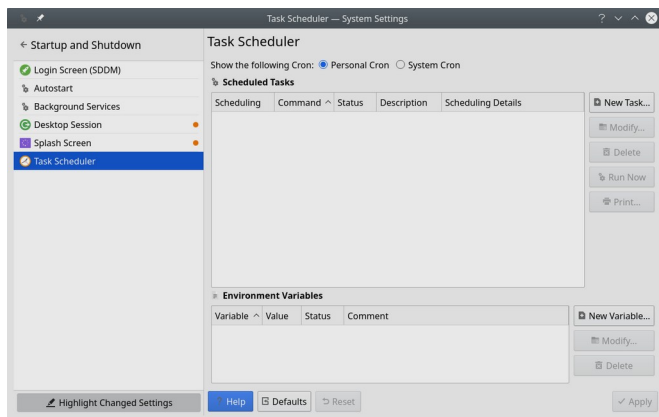 Task Scheduler — System Settings
?
← Startup and Shutdown
Login Screen (SDDM)
Autostart
Background Services
Desktop Session
Splash Screen
Task Scheduler
Highlight Changed Settings
Task Scheduler
Show the following Cron: Personal Cron System Cron
Scheduled Tasks
Scheduling Command Status Description Scheduling Details
New Task...
Modify...
Delete
Run Now
Print...
Environment Variables
Variable Value Status Comment
New Variable...
Modify...
Delete
Help Defaults Reset Apply